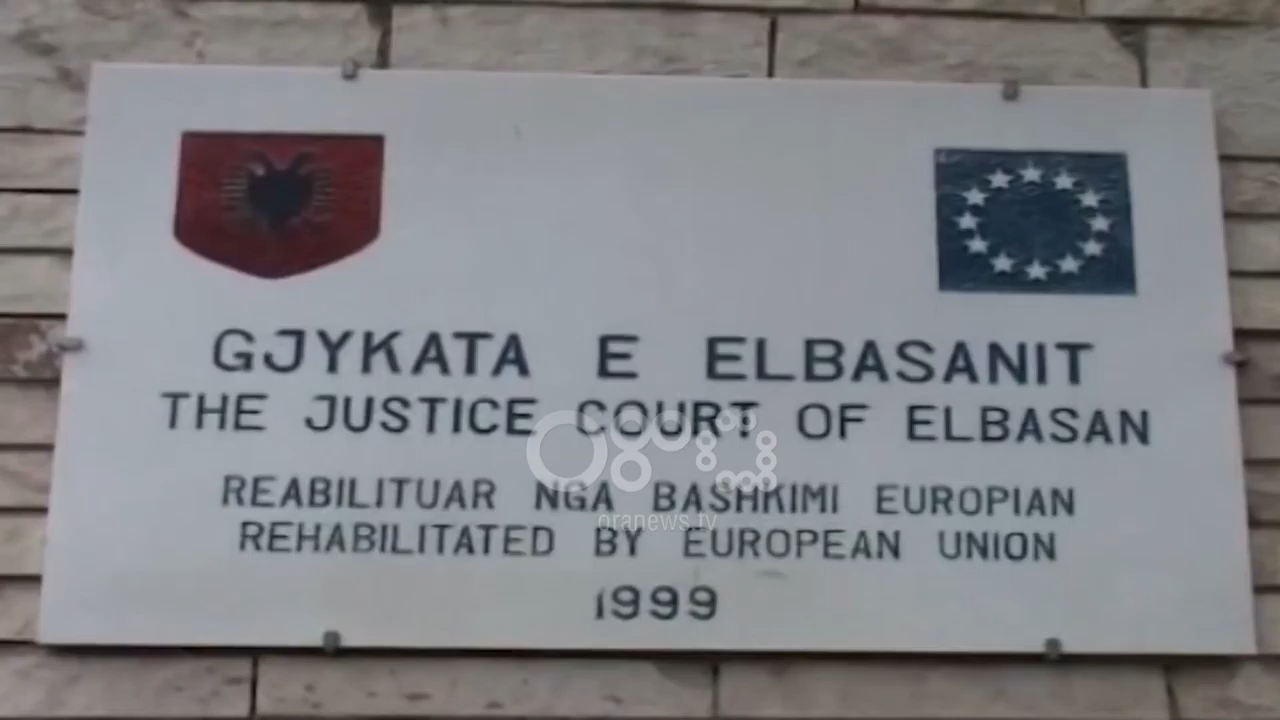 GJYKATA E ELBASANIT
THE JUSTICE COURT OF ELBASAN
REABILITUAR NGA BASHKIMI EUROPIAN
oranews.tv
REHABILITATED BY EUROPEAN UNION
1999